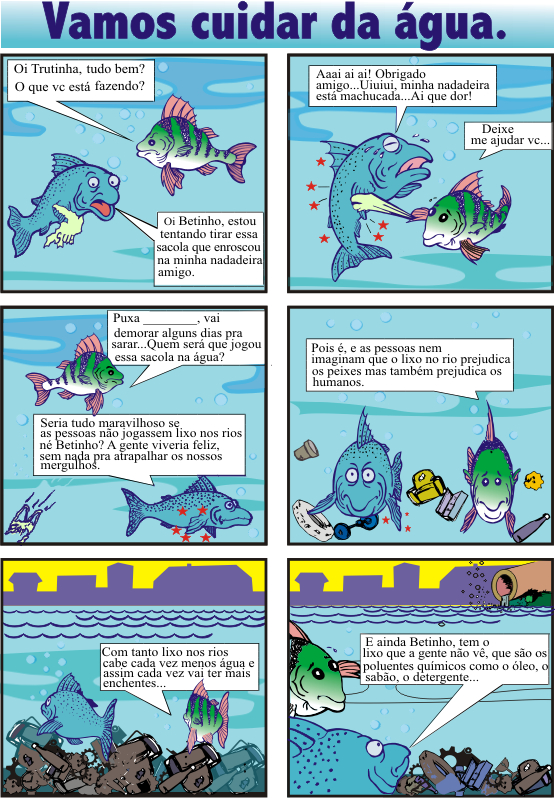 Vamos cuidar da água.
Oi Trutinha, tudo bem?
O que vc está fazendo?
Oi Betinho, estou
tentando tirar essa
sacola que enroscou
na minha nadadeira
amigo.
Aaai ai ai! Obrigado
amigo...Uiuiui, minha nadadeira
está machucada...Ai que dor!
Deixe
me ajudar vc...
Puxa ________, vai
demorar alguns dias pra
sarar...Quem será que jogou
essa sacola na água?
Seria tudo maravilhoso se
as pessoas não jogassem lixo nos rios
né Betinho? A gente viveria feliz,
sem nada pra atrapalhar os nossos
mergulhos.
Pois é, e as pessoas nem
imaginam que o lixo no rio prejudica
os peixes mas também prejudica os
humanos.
Com tanto lixo nos rios
cabe cada vez menos água e
assim cada vez vai ter mais
enchentes...
E ainda Betinho, tem o
lixo que a gente não vê, que são os
poluentes químicos como o óleo, o
sabão, o detergente...